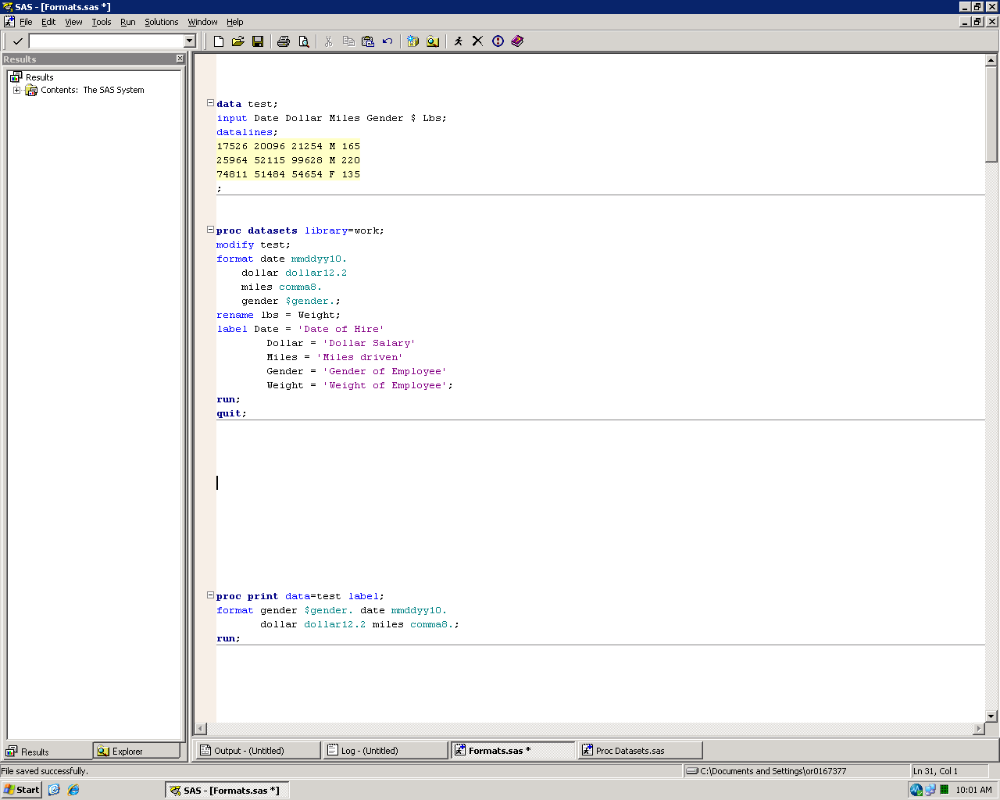 SAS - [Formats.sas *]
File Edit View Tools Run Solutions Window Help
Results
Results
Contents: The SAS System
data test;
input Date Dollar Miles Gender $ Lbs;
datalines;
17526 20096 21254 M 165
25964 52115 99628 M 220
74811 51484 54654 F 135
;
proc datasets library=work;
modify test;
format date mmddyy10.
dollar dollar12.2
miles comma8.
gender $gender.;
rename lbs = Weight;
label Date = 'Date of Hire'
Dollar = 'Dollar Salary'
Miles = 'Miles driven'
Gender = 'Gender of Employee'
Weight = 'Weight of Employee';
run;
quit;
proc print data=test label;
format gender $gender. date mmddyy10.
dollar dollar12.2 miles comma8.;
run;
Results Explorer
Output - (Untitled) Log - (Untitled) Formats.sas * Proc Datasets.sas
File saved successfully. C:\Documents and Settings\or0167377 Ln 31, Col 1
Start SAS - [Formats.sas *] 10:01 AM